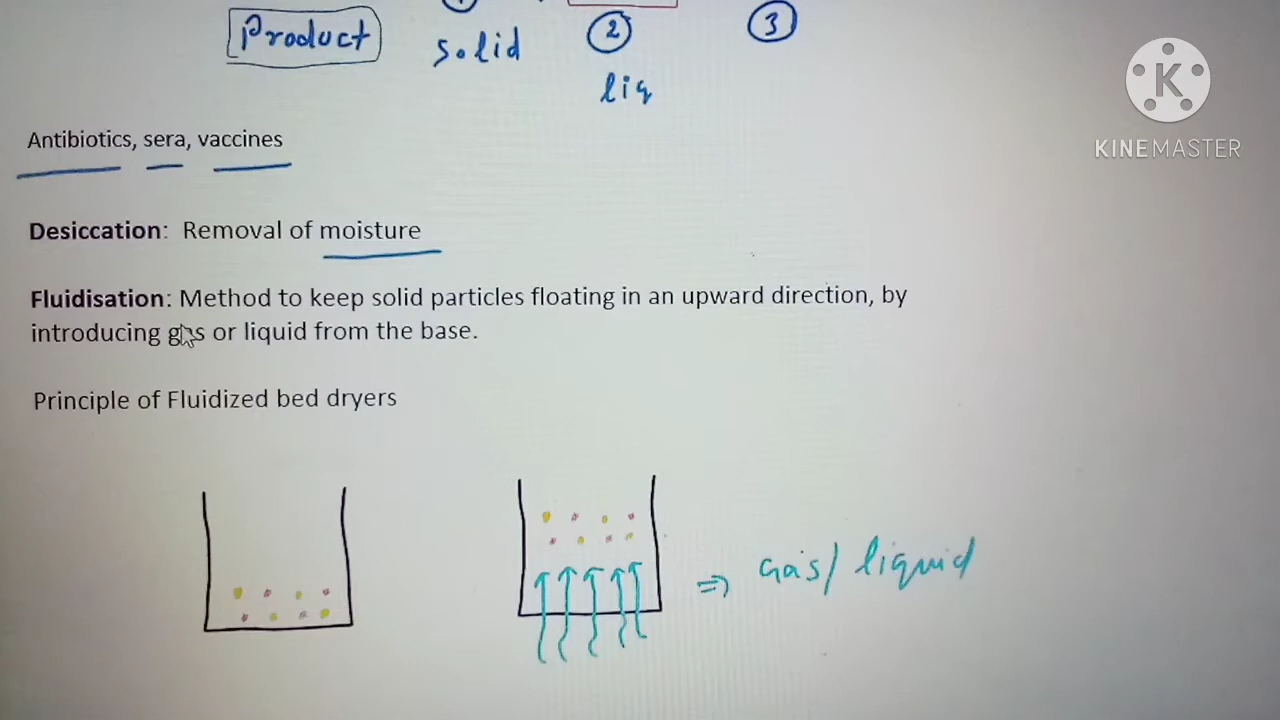 Product
solid
2
3
liq
K
KINEMASTER
Antibiotics, sera, vaccines
Desiccation: Removal of moisture
Fluidisation: Method to keep solid particles floating in an upward direction, by
introducing gas or liquid from the base.
Principle of Fluidized bed dryers
⇒ Gas/ liquid